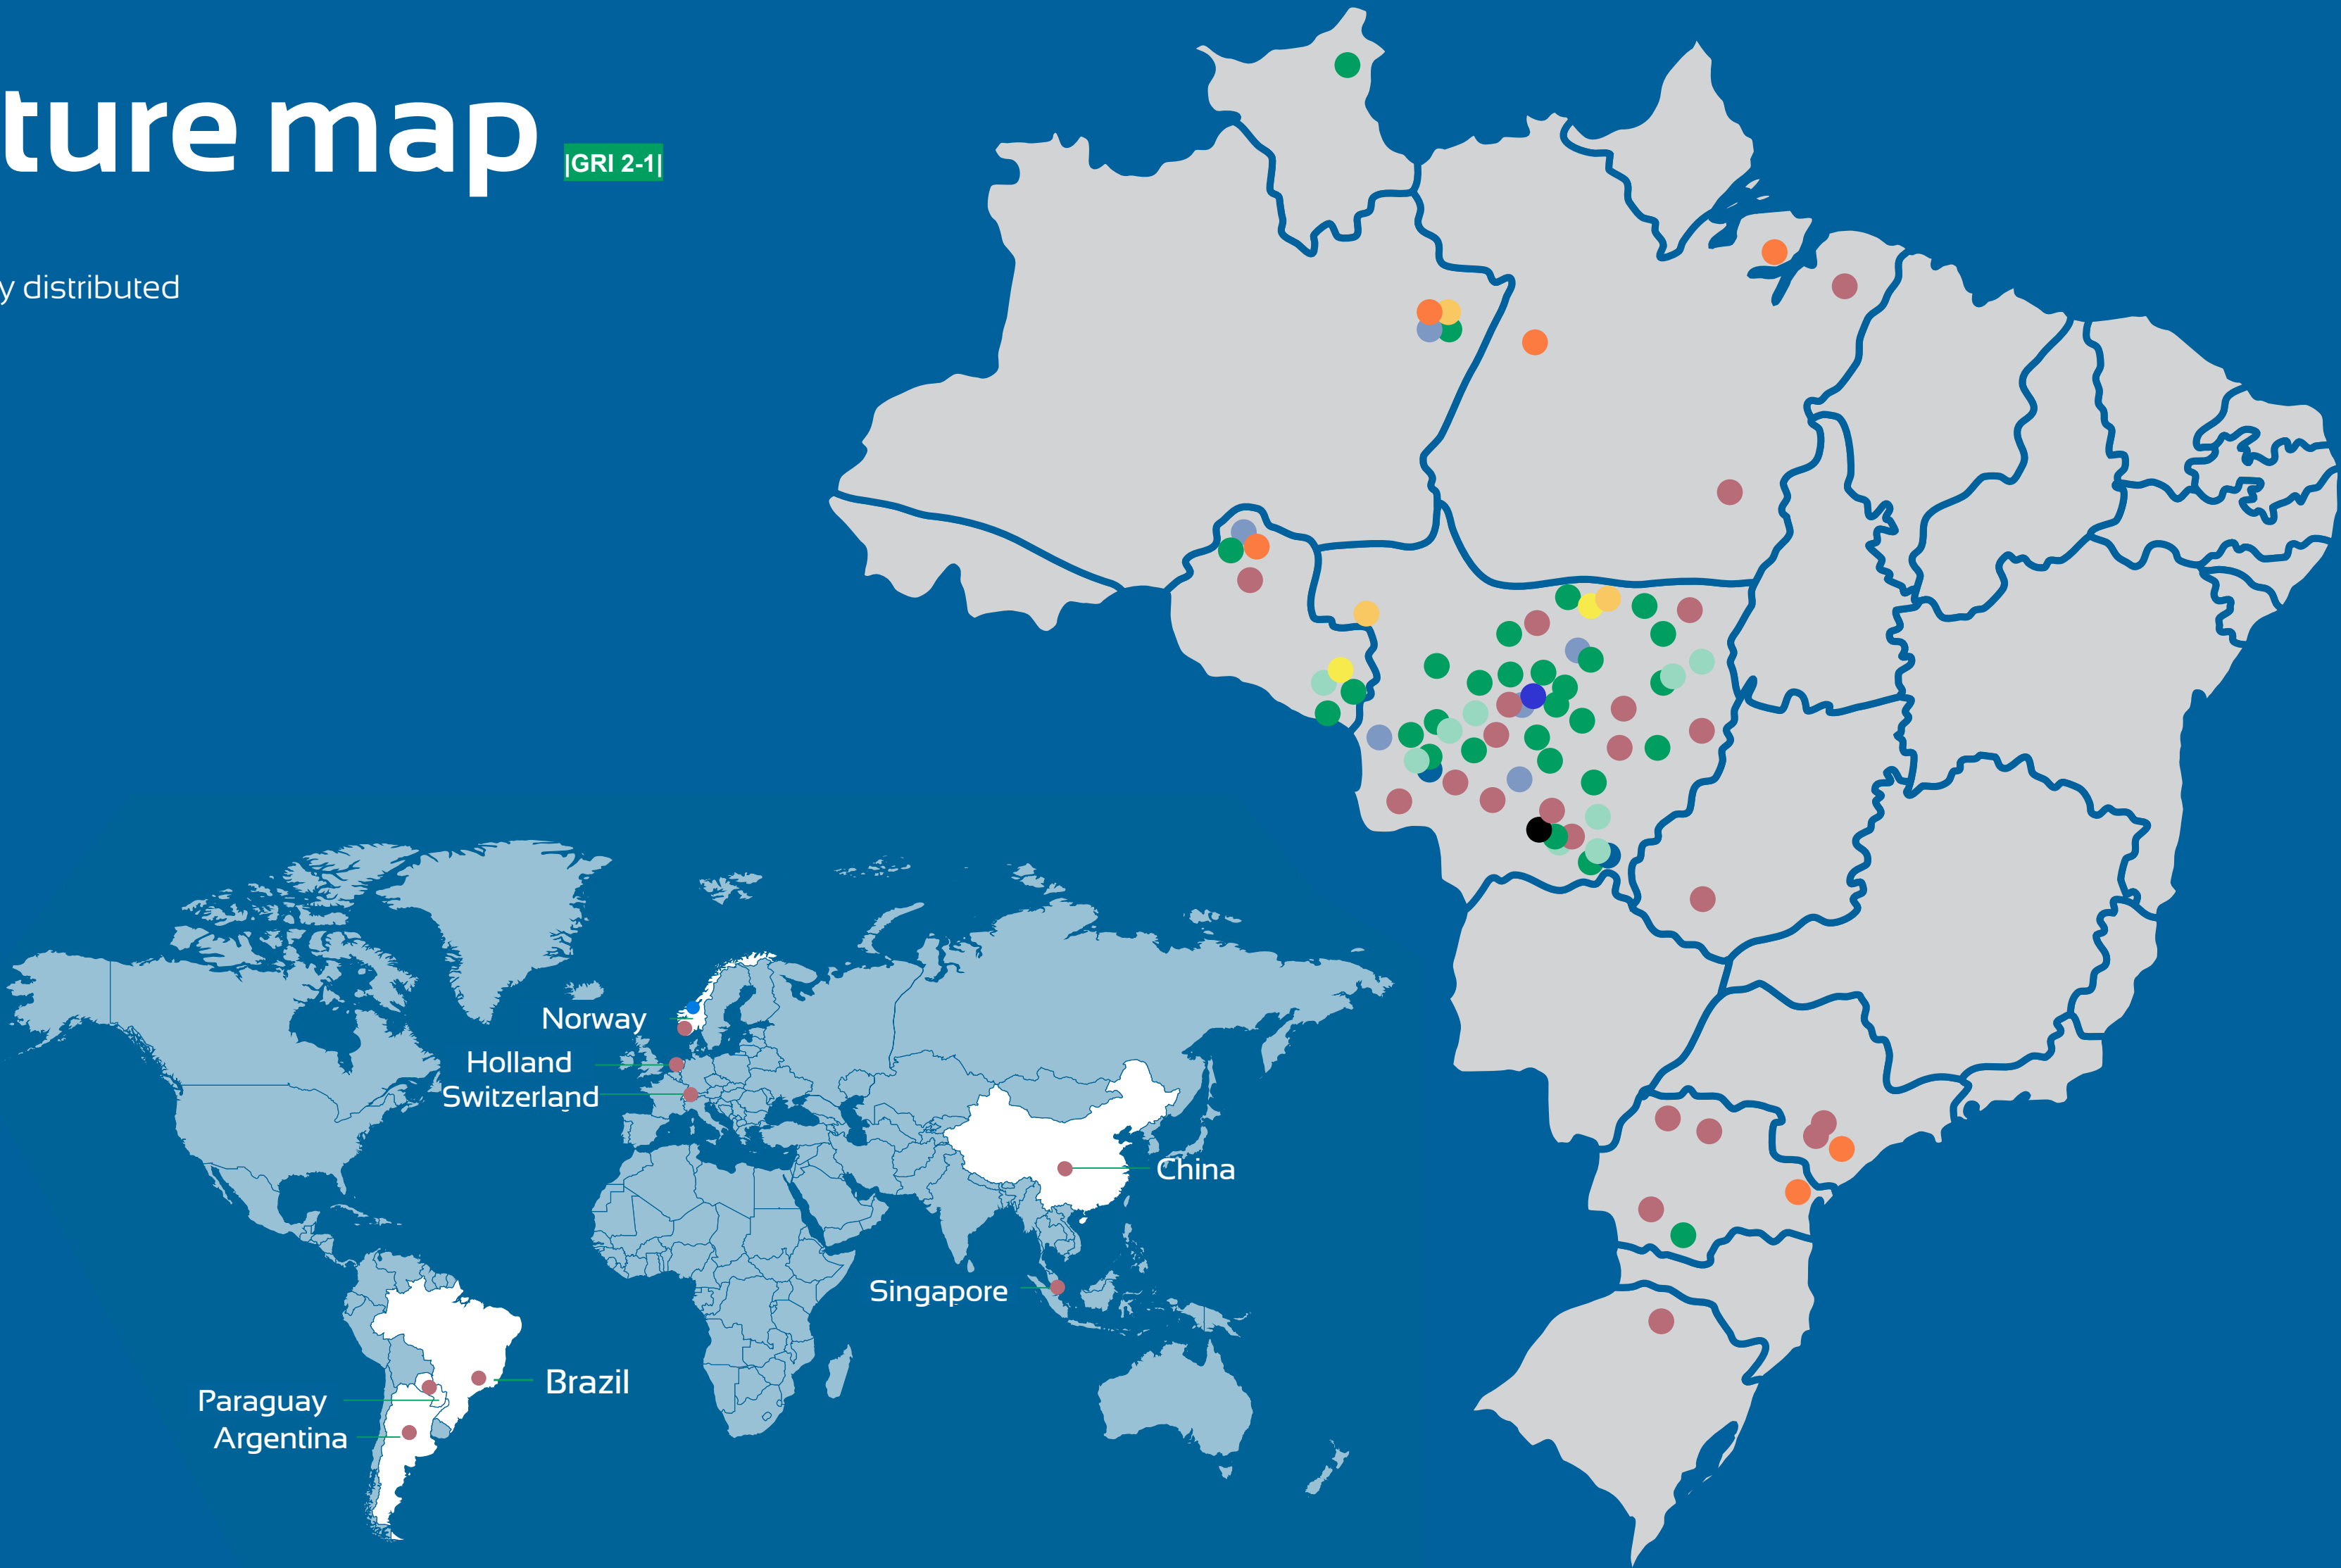 ture map |GRI 2-1|
y distributed
Norway
Holland
Switzerland
China
Singapore
Brazil
Paraguay
Argentina